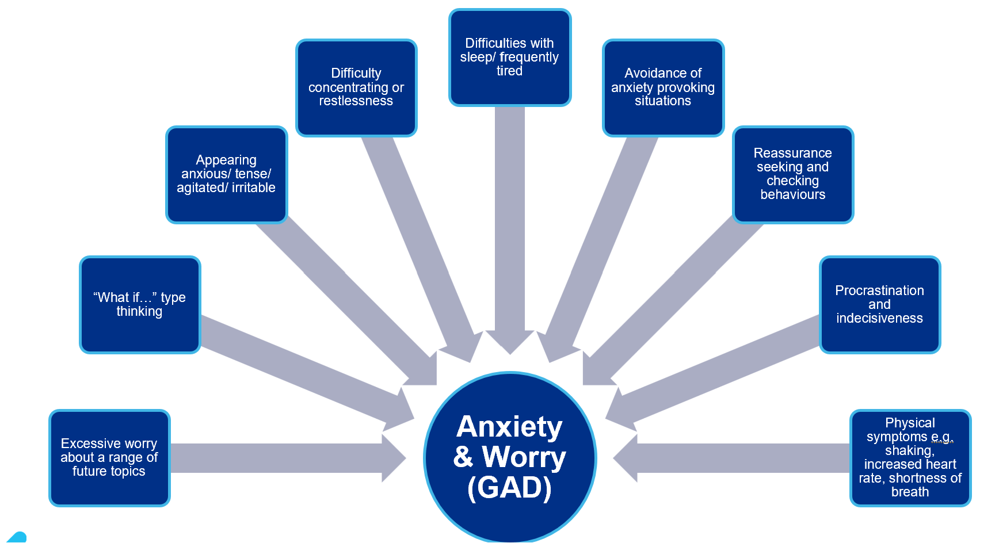 Difficulties with
sleep/ frequently
tired
Difficulty
concentrating or
restlessness
Avoidance of
anxiety provoking
situations
Appearing
anxious/ tense/
agitated/ irritable
Reassurance
seeking and
checking
behaviours
“What if…” type
thinking
Procrastination
and
indecisiveness
Excessive worry
about a range of
future topics
Anxiety
& Worry
(GAD)
Physical
symptoms e.g.
shaking,
increased heart
rate, shortness of
breath